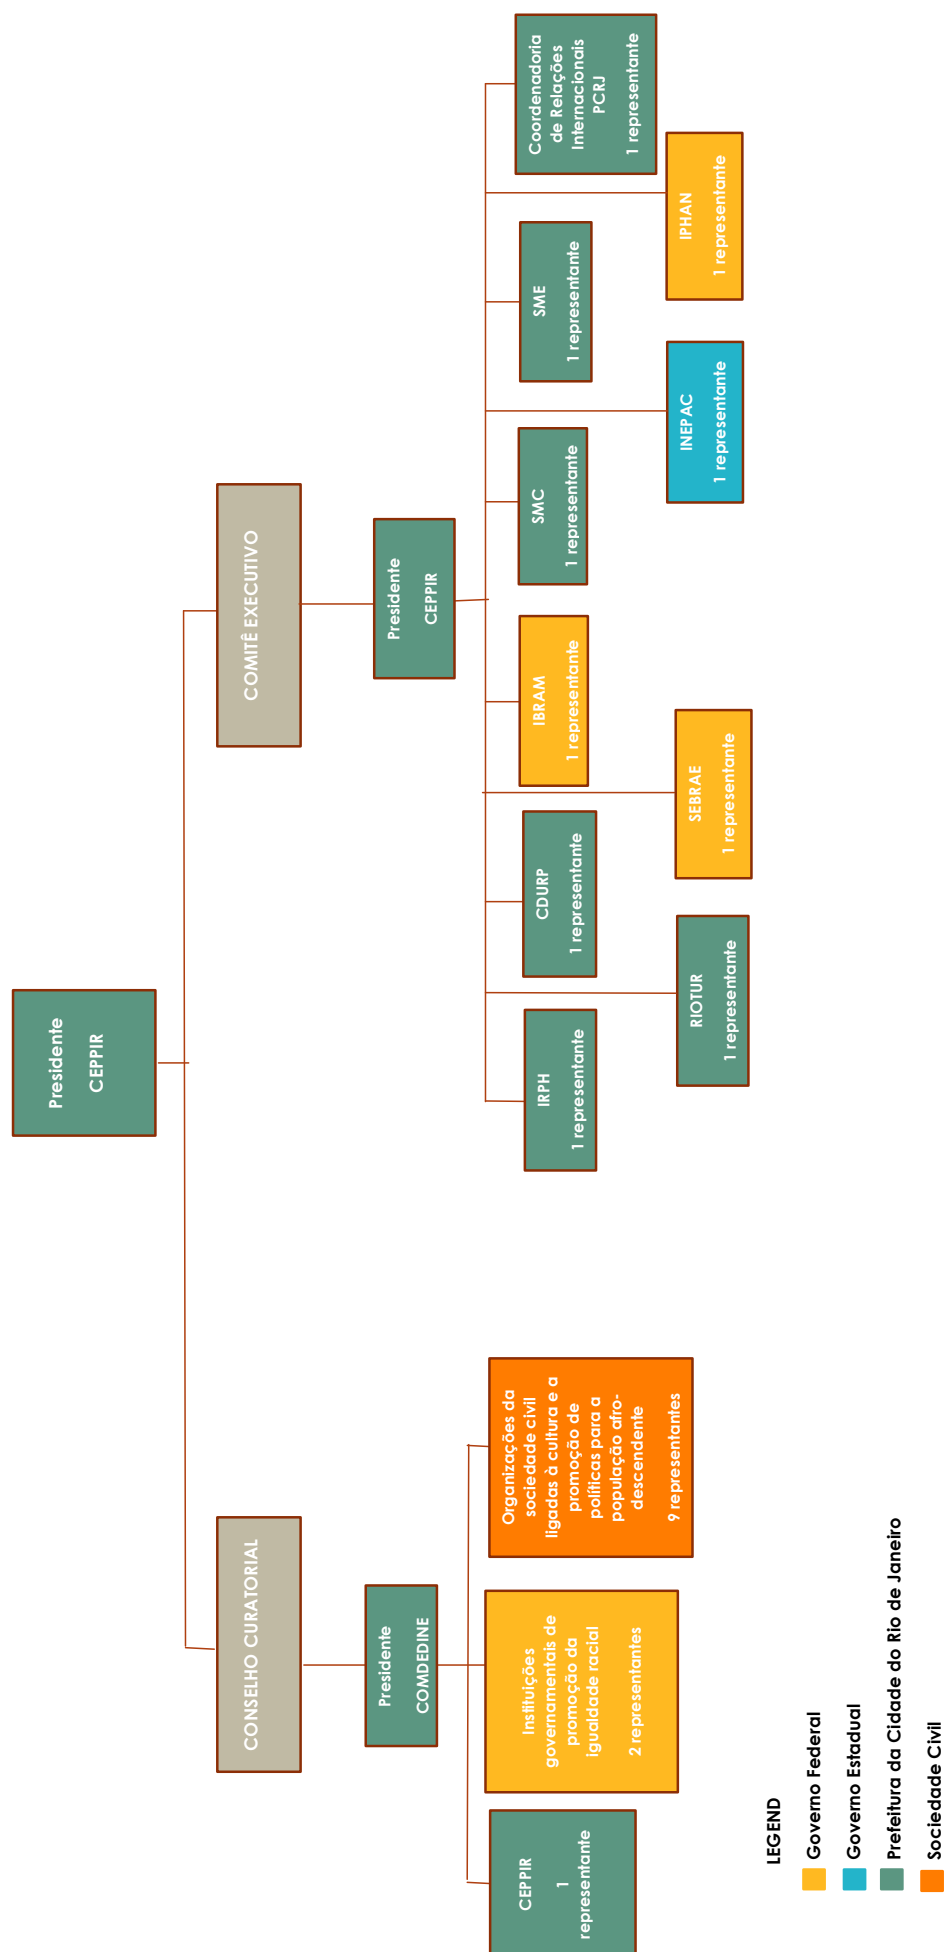 Presidente
CEPPIR
CONSELHO CURATORIAL
COMITÊ EXECUTIVO
Presidente
COMDEDINE
Presidente
CEPPIR
CEPPIR
1
representante
Instituições
governamentais de
promoção da
igualdade racial
2 representantes
Organizações da
sociedade civil
ligadas à cultura e a
promoção de
políticas para a
população afro-
descendente
9 representantes
IRPH
1 representante
CDURP
1 representante
IBRAM
1 representante
SMC
1 representante
SME
1 representante
Coordenadoria
de Relações
Internacionais
PCRJ
1 representante
RIOTUR
1 representante
SEBRAE
1 representante
INEPAC
1 representante
IPHAN
1 representante
LEGEND
Governo Federal
Governo Estadual
Prefeitura da Cidade do Rio de Janeiro
Sociedade Civil